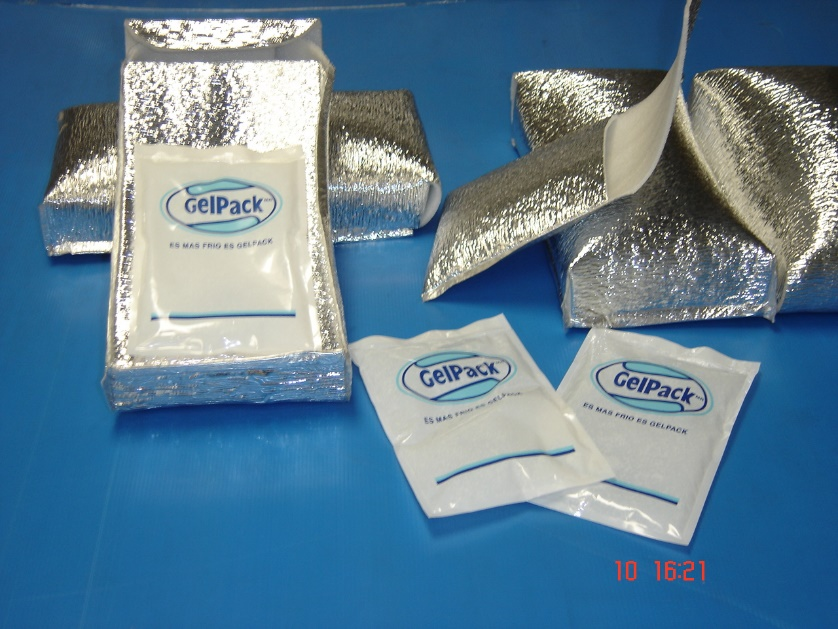 GelPack
ES MAS FRIO ES GELPACK
GelPack
ES MAS FRIO ES GELPACK
GelPack
ES MAS FRIO ES GELPACK
10 16:21